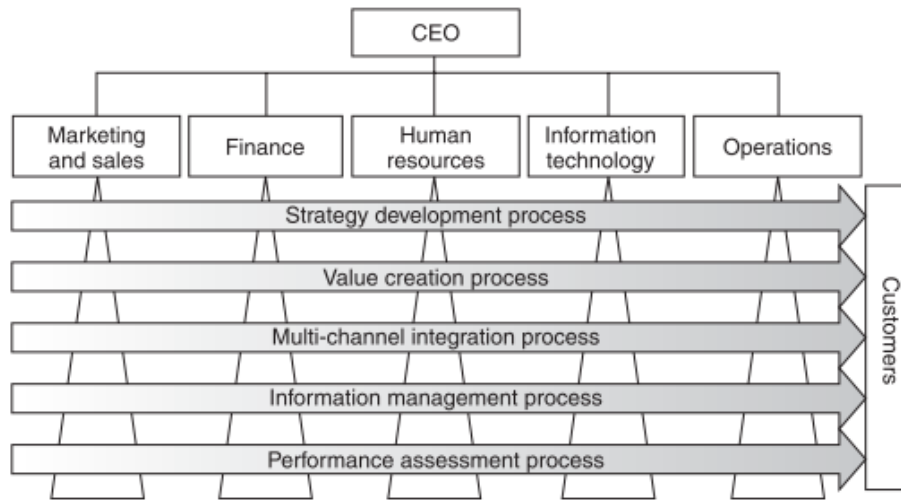 CEO
Marketing
and sales
Finance
Human
resources
Information
technology
Operations
Strategy development process
Value creation process
Multi-channel integration process
Information management process
Performance assessment process
Customers